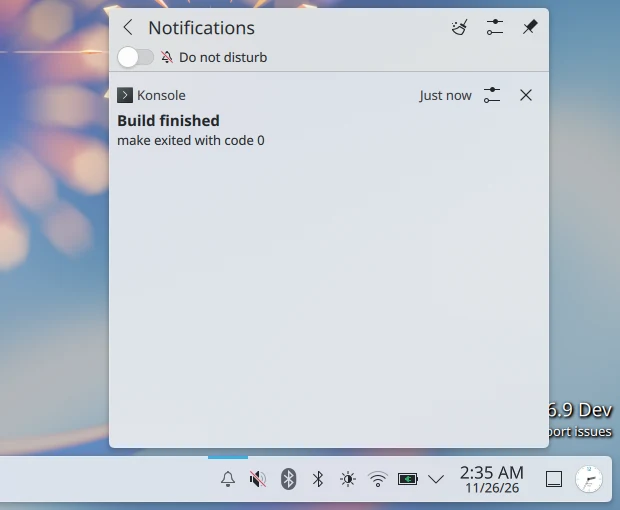 Notifications
Do not disturb
Konsole
Just now
Build finished
make exited with code 0
6.9 Dev
port issues
2:35 AM
11/26/26